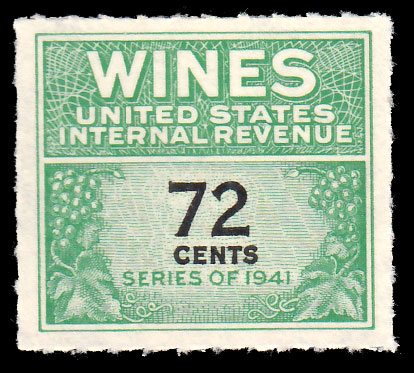 WINES
UNITED STATES
INTERNAL REVENUE
72
CENTS
SERIES OF 1941